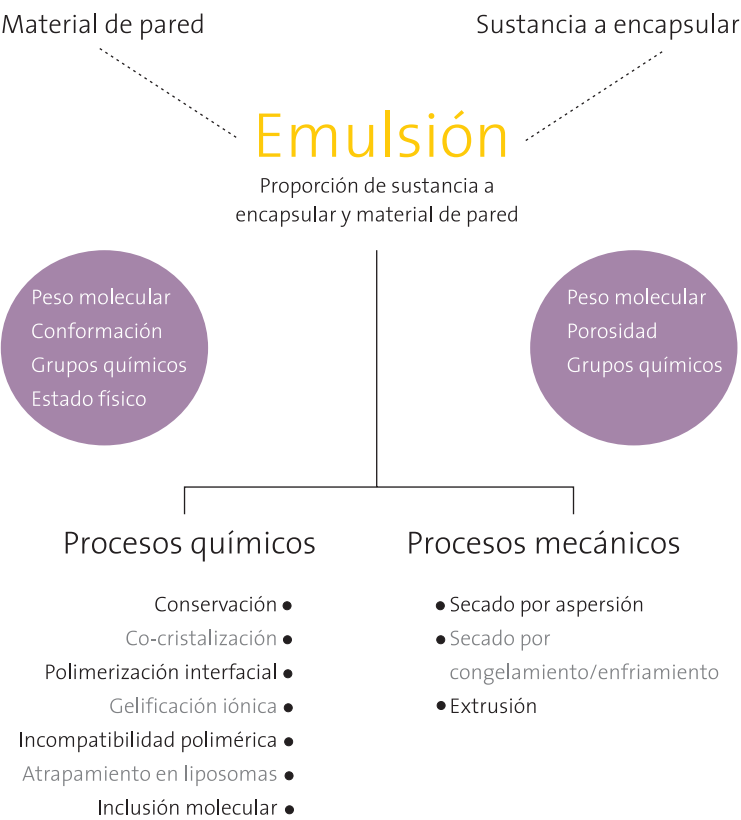 Material de pared
Sustancia a encapsular
Emulsión
Proporción de sustancia a
encapsular y material de pared
Peso molecular
Conformación
Grupos químicos
Estado físico
Peso molecular
Porosidad
Grupos químicos
Procesos químicos
Conservación
Co-cristalización
Polimerización interfacial
Gelificación iónica
Incompatibilidad polimérica
Atrapamiento en liposomas
Inclusión molecular
Procesos mecánicos
Secado por aspersión
Secado por
congelamiento/enfriamiento
Extrusión